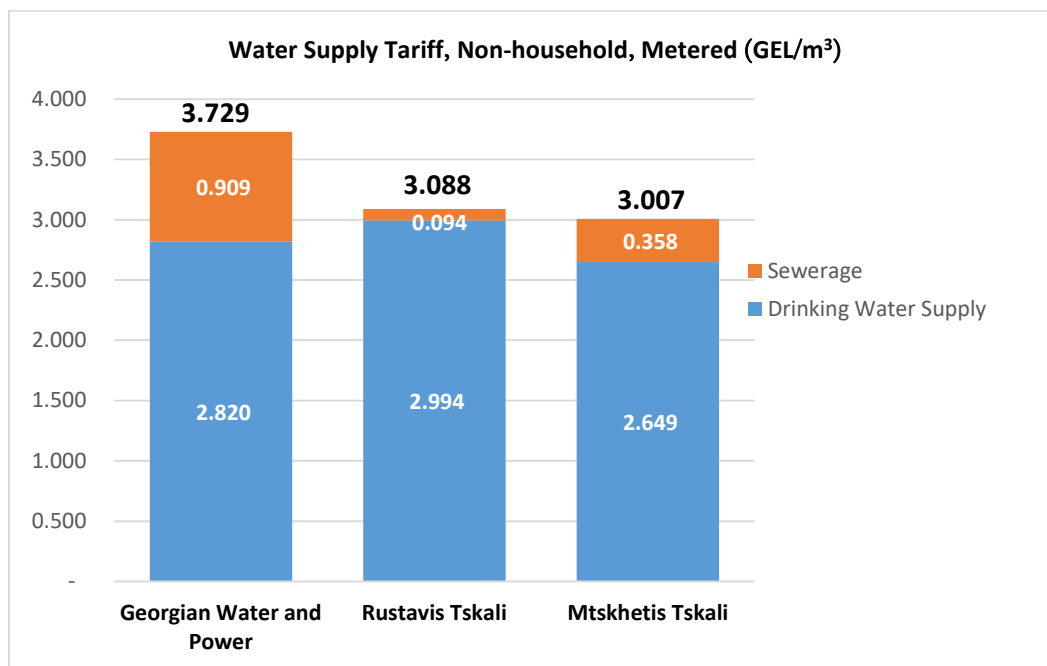 Water Supply Tariff, Non-household, Metered (GEL/m³)
4.000
3.500
3.000
2.500
2.000
1.500
1.000
0.500
-
3.729
0.909
2.820
3.088
0.094
2.994
3.007
0.358
2.649
Georgian Water and
Power
Rustavis Tskali
Mtskhetis Tskali
Sewerage
Drinking Water Supply